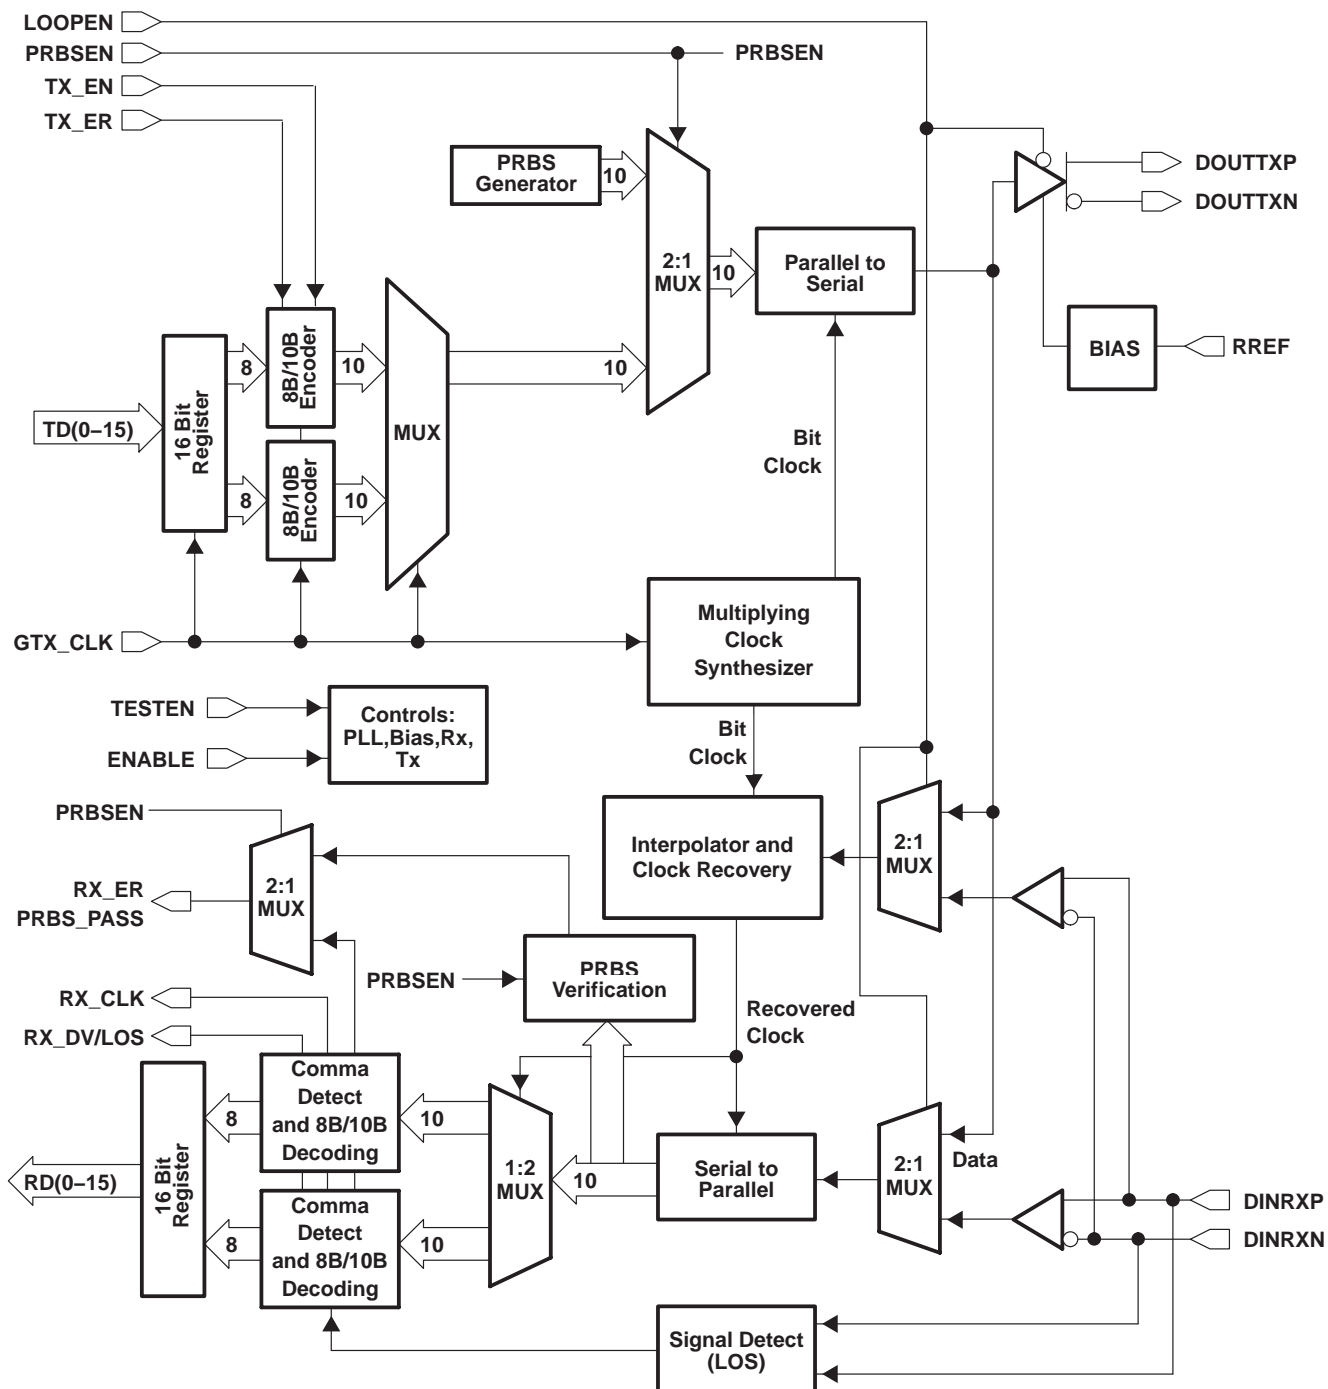 LOOPEN
PRBSEN
PRBSEN
TX_EN
TX_ER
PRBS
Generator
10
DOUTTXP
DOUTTXN
2:1
MUX
10
Parallel to
Serial
BIAS
RREF
TD(0–15)
16 Bit
Register
8
8B/10B
Encoder
10
8
8B/10B
Encoder
10
MUX
10
Bit
Clock
GTX_CLK
Multiplying
Clock
Synthesizer
TESTEN
ENABLE
Controls:
PLL,Bias,Rx,
Tx
Bit
Clock
PRBSEN
2:1
MUX
RX_ER
PRBS_PASS
Interpolator and
Clock Recovery
2:1
MUX
PRBSEN
PRBS
Verification
RX_CLK
RX_DV/LOS
Recovered
Clock
Comma
Detect
and 8B/10B
Decoding
8
10
RD(0–15)
16 Bit
Register
Comma
Detect
and 8B/10B
Decoding
8
10
1:2
MUX
10
Serial to
Parallel
2:1
MUX
Data
DINRXP
DINRXN
Signal Detect
(LOS)